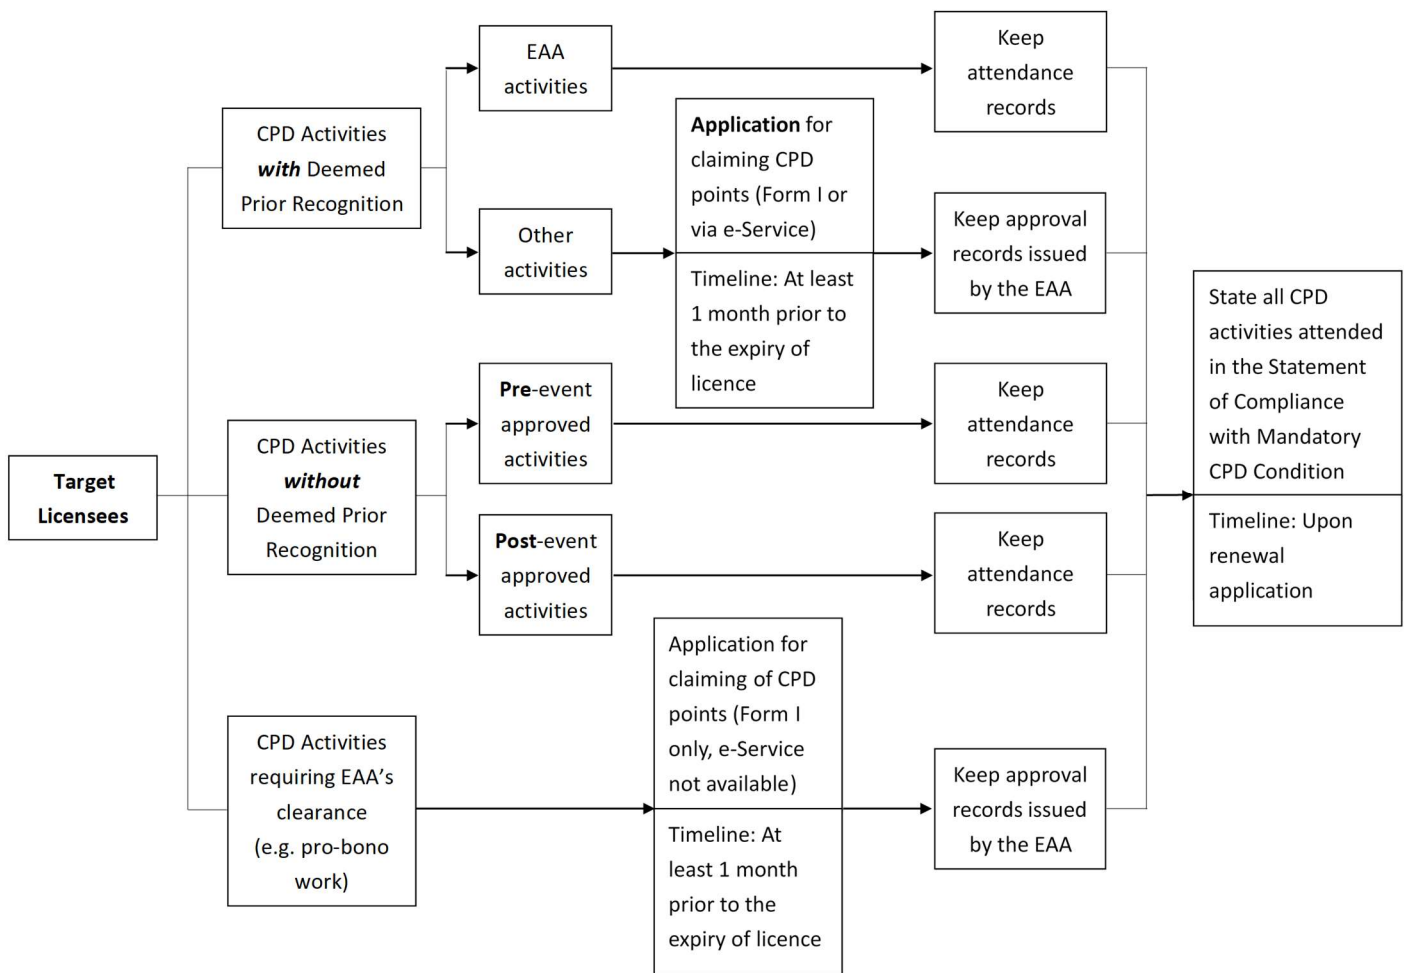 Target
Licensees
CPD Activities
with Deemed
Prior Recognition
EAA
activities
Keep
attendance
records
Other
activities
Application for
claiming CPD
points (Form I or
via e-Service)
Timeline: At least
1 month prior to
the expiry of
licence
Keep approval
records issued
by the EAA
CPD Activities
without
Deemed Prior
Recognition
Pre-event
approved
activities
Keep
attendance
records
Post-event
approved
activities
Keep
attendance
records
CPD Activities
requiring EAA’s
clearance
(e.g. pro-bono
work)
Application for
claiming of CPD
points (Form I
only, e-Service
not available)
Timeline: At
least 1 month
prior to the
expiry of licence
Keep approval
records issued
by the EAA
State all CPD
activities attended
in the Statement
of Compliance
with Mandatory
CPD Condition
Timeline: Upon
renewal
application